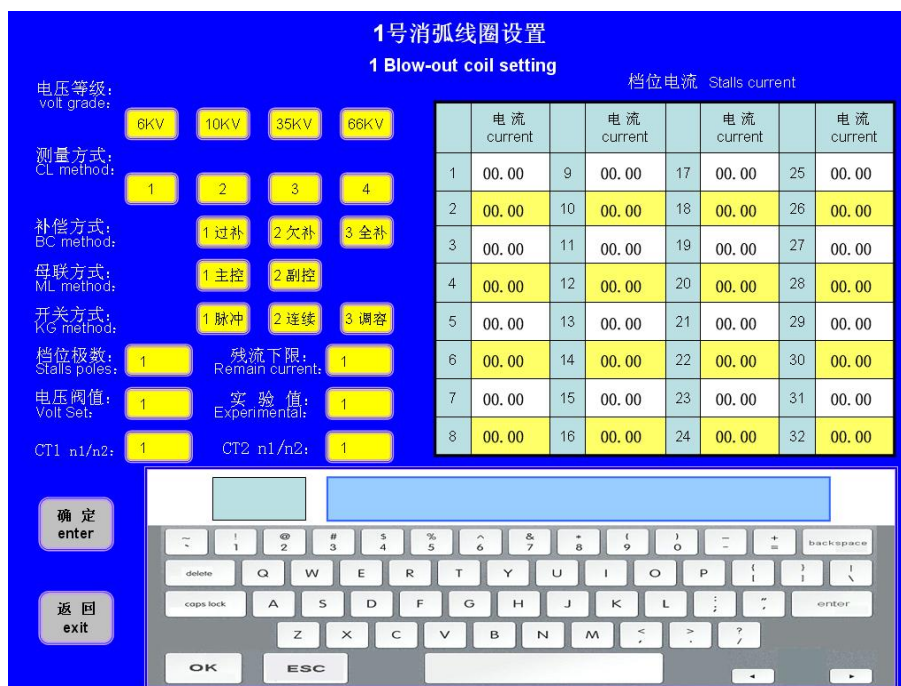 1号消弧线圈设置
1 Blow-out coil setting
档位电流 Stalls current
电压等级:
volt grade:
6KV 10KV 35KV 66KV
测量方式:
CL method:
1 2 3 4
补偿方式:
BC method:
1 过补 2 欠补 3 全补
母联方式:
ML method:
1 主控 2 副控
开关方式:
KG method:
1 脉冲 2 连续 3 调容
档位极数:
Stalls poles:
1
残流下限:
Remain current:
1
电压阀值:
Volt Set:
1
实 验 值:
Experimental:
1
CT1 n1/n2: 1
CT2 n1/n2: 1
电 流 电 流 电 流 电 流
current current current current
1 00.00 9 00.00 17 00.00 25 00.00
2 00.00 10 00.00 18 00.00 26 00.00
3 00.00 11 00.00 19 00.00 27 00.00
4 00.00 12 00.00 20 00.00 28 00.00
5 00.00 13 00.00 21 00.00 29 00.00
6 00.00 14 00.00 22 00.00 30 00.00
7 00.00 15 00.00 23 00.00 31 00.00
8 00.00 16 00.00 24 00.00 32 00.00
确 定
enter
返 回
exit
~ ! @ # $ % ^ & * ( ) _ +
1 2 3 4 5 6 7 8 9 0 - = backspace
delete Q W E R T Y U I O P { [ } ] | \
caps lock A S D F G H J K L : ; " , enter
Z X C V B N M < , > . ? /
OK ESC